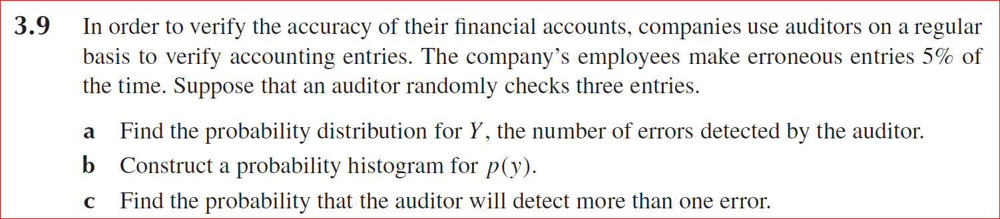 3.9 In order to verify the accuracy of their financial accounts, companies use auditors on a regular
basis to verify accounting entries. The company’s employees make erroneous entries 5% of
the time. Suppose that an auditor randomly checks three entries.
a Find the probability distribution for Y, the number of errors detected by the auditor.
b Construct a probability histogram for p(y).
c Find the probability that the auditor will detect more than one error.